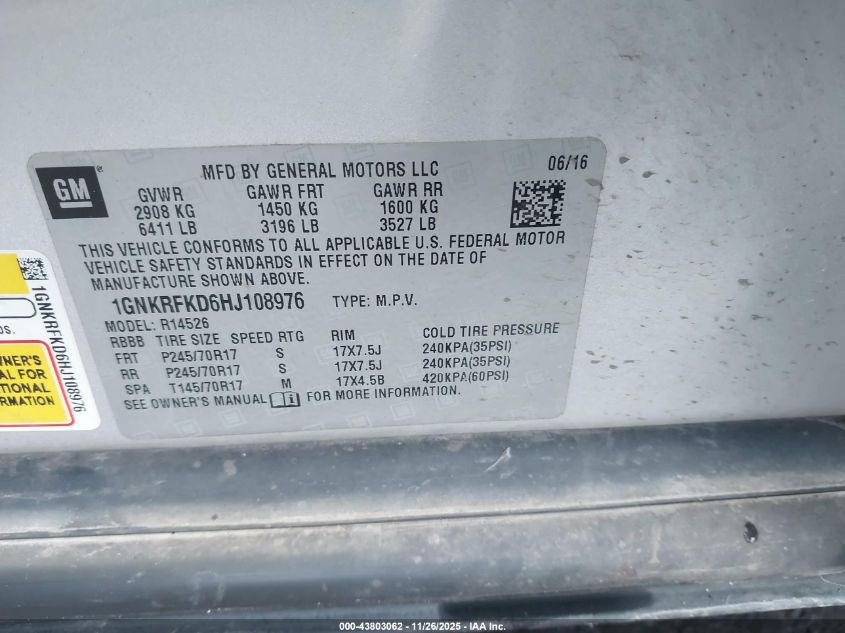 GM
MFD BY GENERAL MOTORS LLC
06/16
GVWR GAWR FRT GAWR RR
2908 KG 1450 KG 1600 KG
6411 LB 3196 LB 3527 LB
THIS VEHICLE CONFORMS TO ALL APPLICABLE U.S. FEDERAL MOTOR
VEHICLE SAFETY STANDARDS IN EFFECT ON THE DATE OF
MANUFACTURE SHOWN ABOVE.
1GNKRFKD6HJ108976 TYPE: M.P.V.
MODEL: R14526
RBBB TIRE SIZE SPEED RTG RIM COLD TIRE PRESSURE
FRT P245/70R17 S 17X7.5J 240KPA(35PSI)
RR P245/70R17 S 17X7.5J 240KPA(35PSI)
SPA T145/70R17 M 17X4.5B 420KPA(60PSI)
SEE OWNER'S MANUAL FOR MORE INFORMATION.
1GNKRFKD6HJ108976
FOR
000-43803062 - 11/26/2025 - IAA Inc.